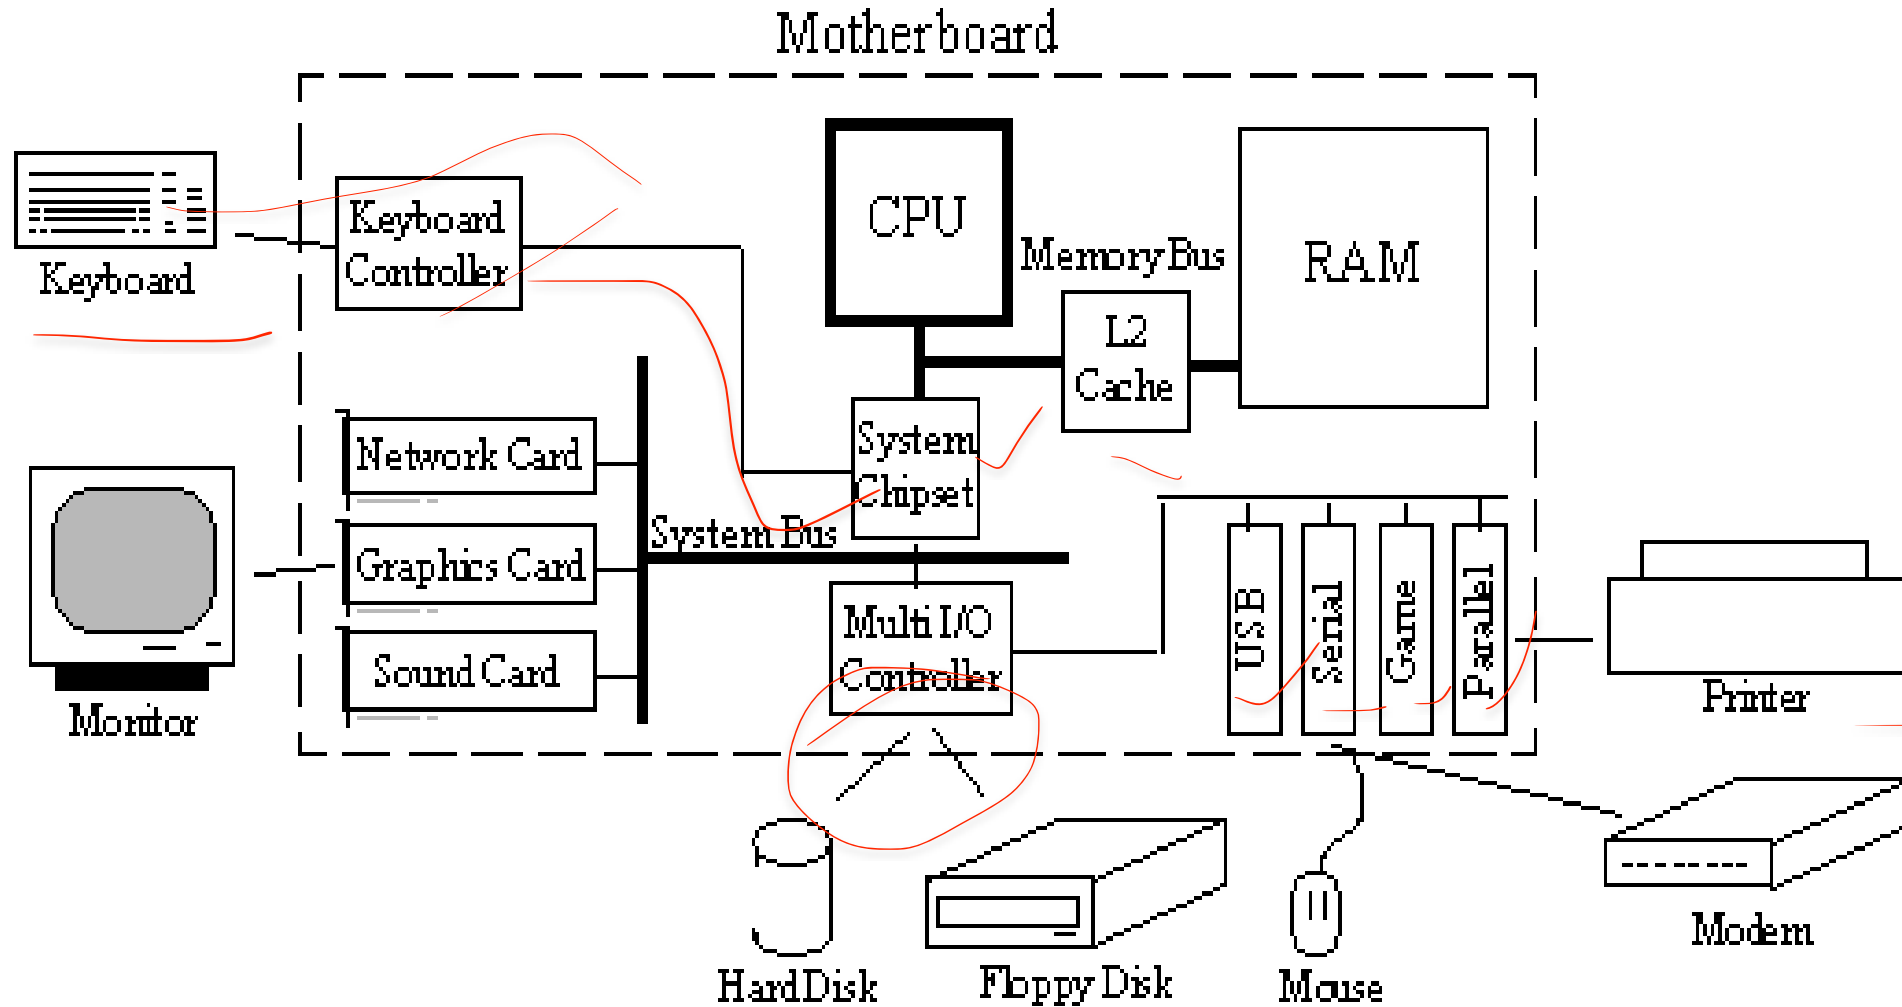 Motherboard
Keyboard
Keyboard
Controller
CPU
Memory Bus
RAM
L2
Cache
System
Chipset
Network Card
Graphics Card
Sound Card
System Bus
Monitor
Multi I/O
Controller
USB
Serial
Game
Parallel
Printer
Hard Disk
Floppy Disk
Mouse
Modem